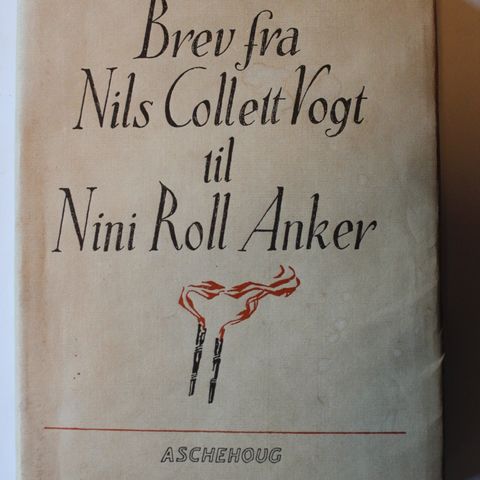 Brev fra
Nils Collett Vogt
til
Nini Roll Anker
ASCHEHOUG